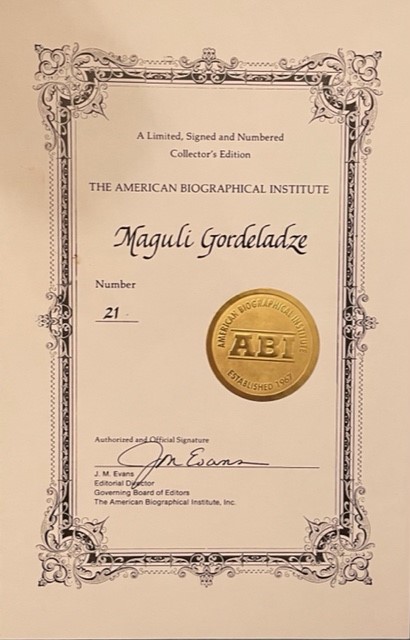 A Limited, Signed and Numbered
Collector's Edition
THE AMERICAN BIOGRAPHICAL INSTITUTE
Maguli Gordeladze
Number
21
AMERICAN BIOGRAPHICAL INSTITUTE
ABI
ESTABLISHED 1967
Authorized and Official Signature
J M Evans
J. M. Evans
Editorial Director
Governing Board of Editors
The American Biographical Institute, Inc.